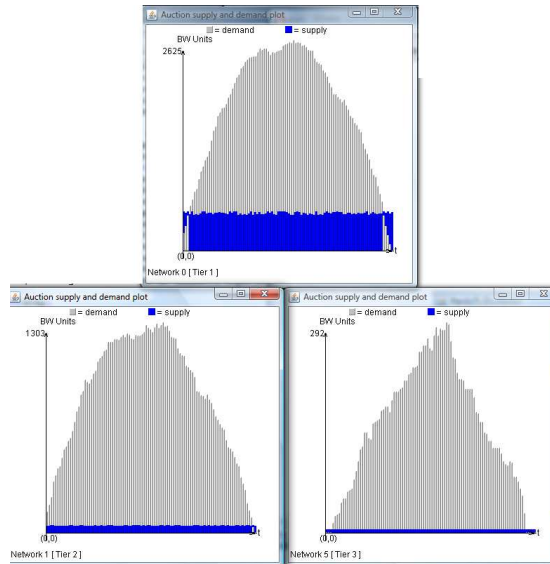 Auction supply and demand plot
= demand = supply
BW Units
2625
(0,0)
t
Network 0 [ Tier 1 ]
Auction supply and demand plot
= demand = supply
BW Units
1303
(0,0)
t
Network 1 [ Tier 2 ]
Auction supply and demand plot
= demand = supply
BW Units
292
(0,0)
t
Network 5 [ Tier 3 ]